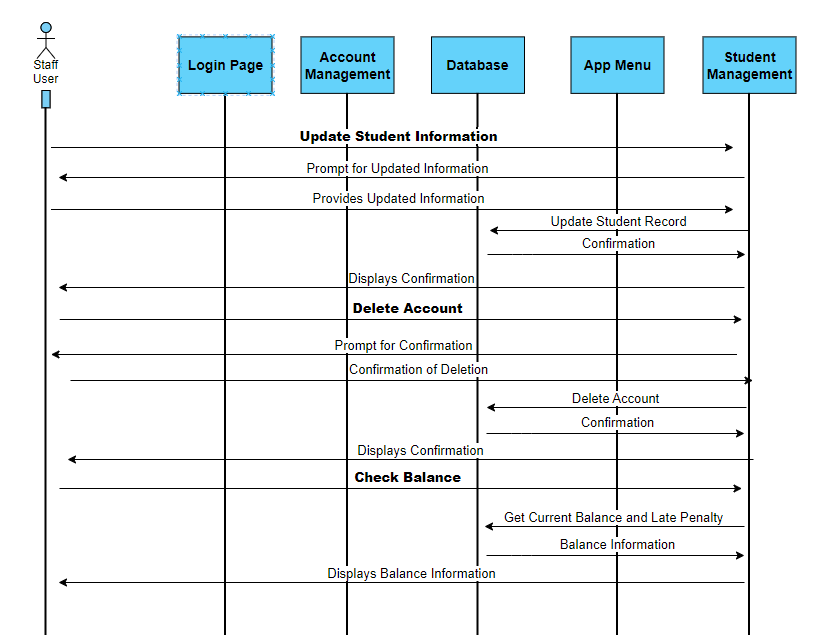 Staff
User
Login Page
Account
Management
Database
App Menu
Student
Management
Update Student Information
Prompt for Updated Information
Provides Updated Information
Update Student Record
Confirmation
Displays Confirmation
Delete Account
Prompt for Confirmation
Confirmation of Deletion
Delete Account
Confirmation
Displays Confirmation
Check Balance
Get Current Balance and Late Penalty
Balance Information
Displays Balance Information